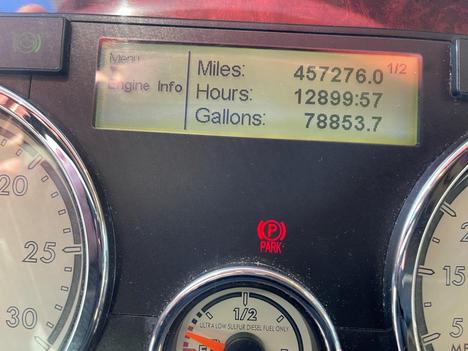 Menu
Engine Info
Miles: 457276.0 1/2
Hours: 12899:57
Gallons: 78853.7
20
25
30
P
PARK
1/2
ULTRA LOW SULFUR DIESEL FUEL ONLY
E
2
15
5